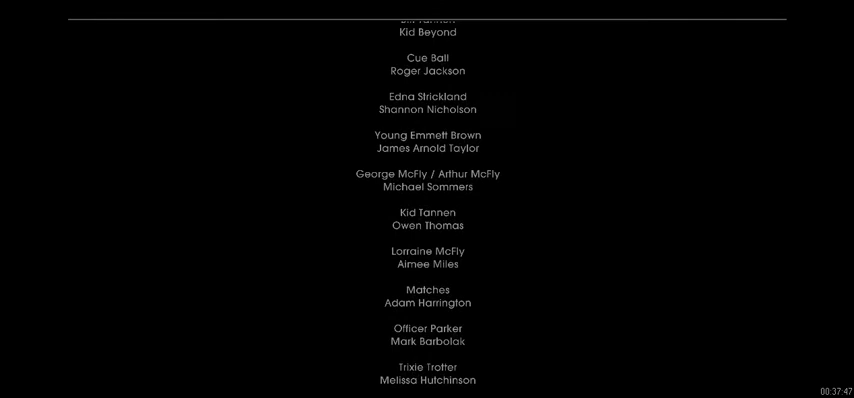 Kid Beyond
Cue Ball
Roger Jackson
Edna Strickland
Shannon Nicholson
Young Emmett Brown
James Arnold Taylor
George McFly / Arthur McFly
Michael Sommers
Kid Tannen
Owen Thomas
Lorraine McFly
Aimee Miles
Matches
Adam Harrington
Officer Parker
Mark Barbolak
Trixie Trotter
Melissa Hutchinson
00:37:47